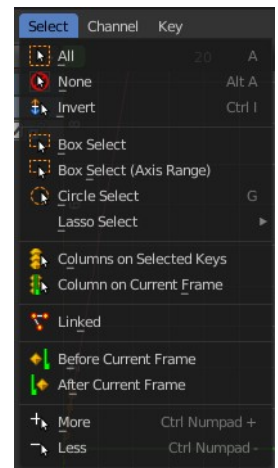 Select Channel Key
All 20 A
None Alt A
Invert Ctrl I
Box Select
Box Select (Axis Range)
Circle Select G
Lasso Select
Columns on Selected Keys
Column on Current Frame
Linked
Before Current Frame
After Current Frame
More Ctrl Numpad +
Less Ctrl Numpad -